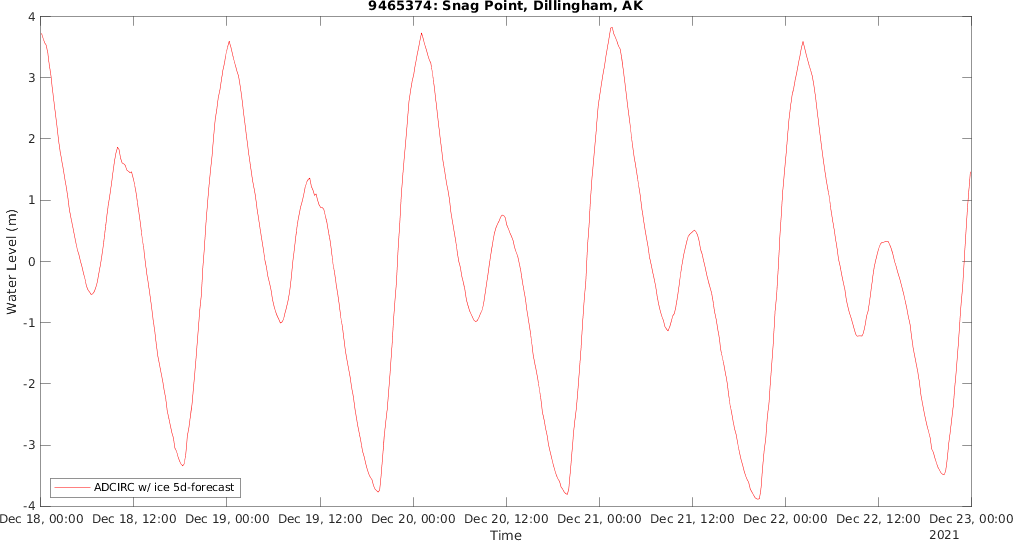 9465374: Snag Point, Dillingham, AK
Water Level (m)
4
3
2
1
0
-1
-2
-3
-4
ADCIRC w/ ice 5d-forecast
Dec 18, 00:00 Dec 18, 12:00 Dec 19, 00:00 Dec 19, 12:00 Dec 20, 00:00 Dec 20, 12:00 Dec 21, 00:00 Dec 21, 12:00 Dec 22, 00:00 Dec 22, 12:00 Dec 23, 00:00
Time
2021